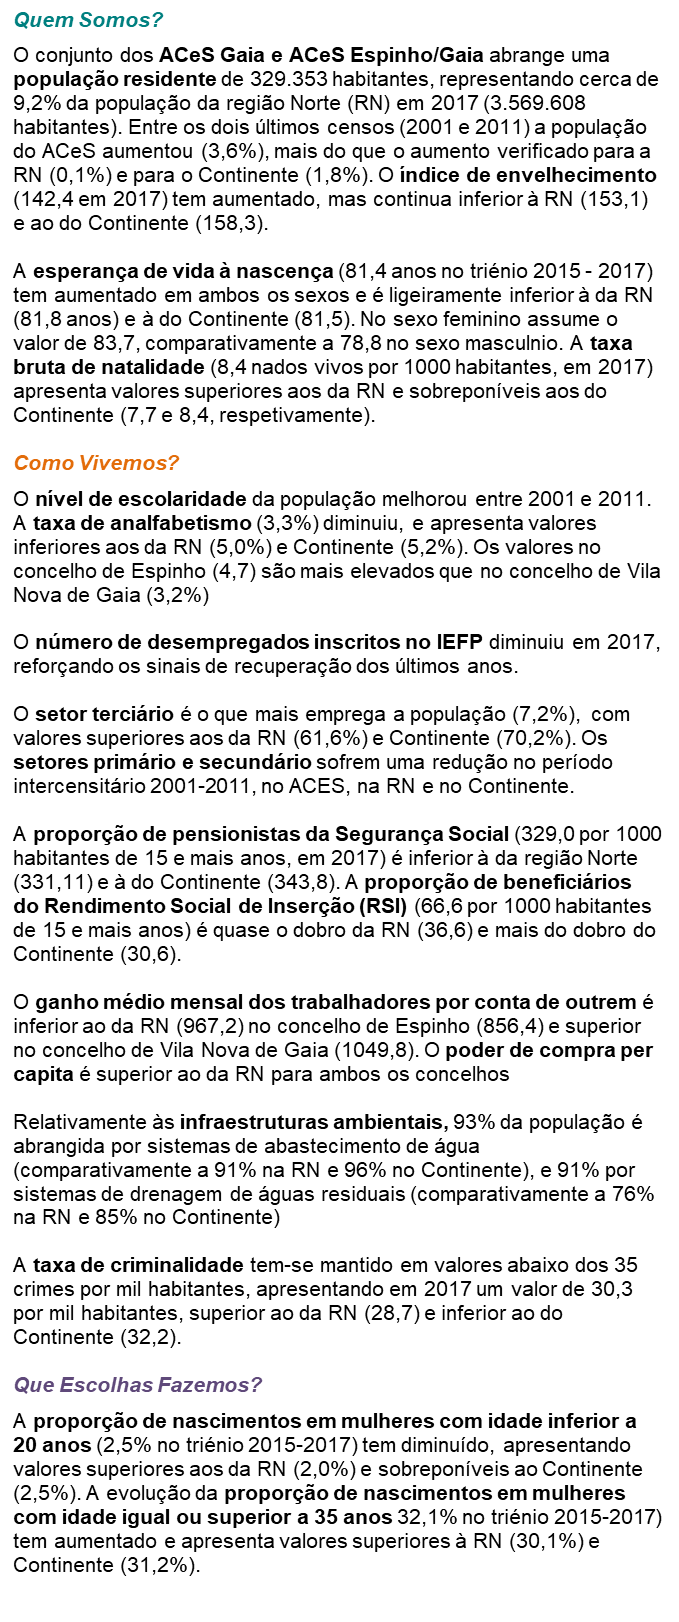 Quem Somos?
O conjunto dos ACeS Gaia e ACeS Espinho/Gaia abrange uma
população residente de 329.353 habitantes, representando cerca de
9,2% da população da região Norte (RN) em 2017 (3.569.608
habitantes). Entre os dois últimos censos (2001 e 2011) a população
do ACeS aumentou (3,6%), mais do que o aumento verificado para a
RN (0,1%) e para o Continente (1,8%). O índice de envelhecimento
(142,4 em 2017) tem aumentado, mas continua inferior à RN (153,1)
e ao do Continente (158,3).
A esperança de vida à nascença (81,4 anos no triénio 2015 - 2017)
tem aumentado em ambos os sexos e é ligeiramente inferior à da RN
(81,8 anos) e à do Continente (81,5). No sexo feminino assume o
valor de 83,7, comparativamente a 78,8 no sexo masculnio. A taxa
bruta de natalidade (8,4 nados vivos por 1000 habitantes, em 2017)
apresenta valores superiores aos da RN e sobreponíveis aos do
Continente (7,7 e 8,4, respetivamente).
Como Vivemos?
O nível de escolaridade da população melhorou entre 2001 e 2011.
A taxa de analfabetismo (3,3%) diminuiu, e apresenta valores
inferiores aos da RN (5,0%) e Continente (5,2%). Os valores no
concelho de Espinho (4,7) são mais elevados que no concelho de Vila
Nova de Gaia (3,2%)
O número de desempregados inscritos no IEFP diminuiu em 2017,
reforçando os sinais de recuperação dos últimos anos.
O setor terciário é o que mais emprega a população (7,2%), com
valores superiores aos da RN (61,6%) e Continente (70,2%). Os
setores primário e secundário sofrem uma redução no período
intercensitário 2001-2011, no ACES, na RN e no Continente.
A proporção de pensionistas da Segurança Social (329,0 por 1000
habitantes de 15 e mais anos, em 2017) é inferior à da região Norte
(331,11) e à do Continente (343,8). A proporção de beneficiários
do Rendimento Social de Inserção (RSI) (66,6 por 1000 habitantes
de 15 e mais anos) é quase o dobro da RN (36,6) e mais do dobro do
Continente (30,6).
O ganho médio mensal dos trabalhadores por conta de outrem é
inferior ao da RN (967,2) no concelho de Espinho (856,4) e superior
no concelho de Vila Nova de Gaia (1049,8). O poder de compra per
capita é superior ao da RN para ambos os concelhos
Relativamente às infraestruturas ambientais, 93% da população é
abrangida por sistemas de abastecimento de água
(comparativamente a 91% na RN e 96% no Continente), e 91% por
sistemas de drenagem de águas residuais (comparativamente a 76%
na RN e 85% no Continente)
A taxa de criminalidade tem-se mantido em valores abaixo dos 35
crimes por mil habitantes, apresentando em 2017 um valor de 30,3
por mil habitantes, superior ao da RN (28,7) e inferior ao do
Continente (32,2).
Que Escolhas Fazemos?
A proporção de nascimentos em mulheres com idade inferior a
20 anos (2,5% no triénio 2015-2017) tem diminuído, apresentando
valores superiores aos da RN (2,0%) e sobreponíveis ao Continente
(2,5%). A evolução da proporção de nascimentos em mulheres
com idade igual ou superior a 35 anos 32,1% no triénio 2015-2017)
tem aumentado e apresenta valores superiores à RN (30,1%) e
Continente (31,2%).